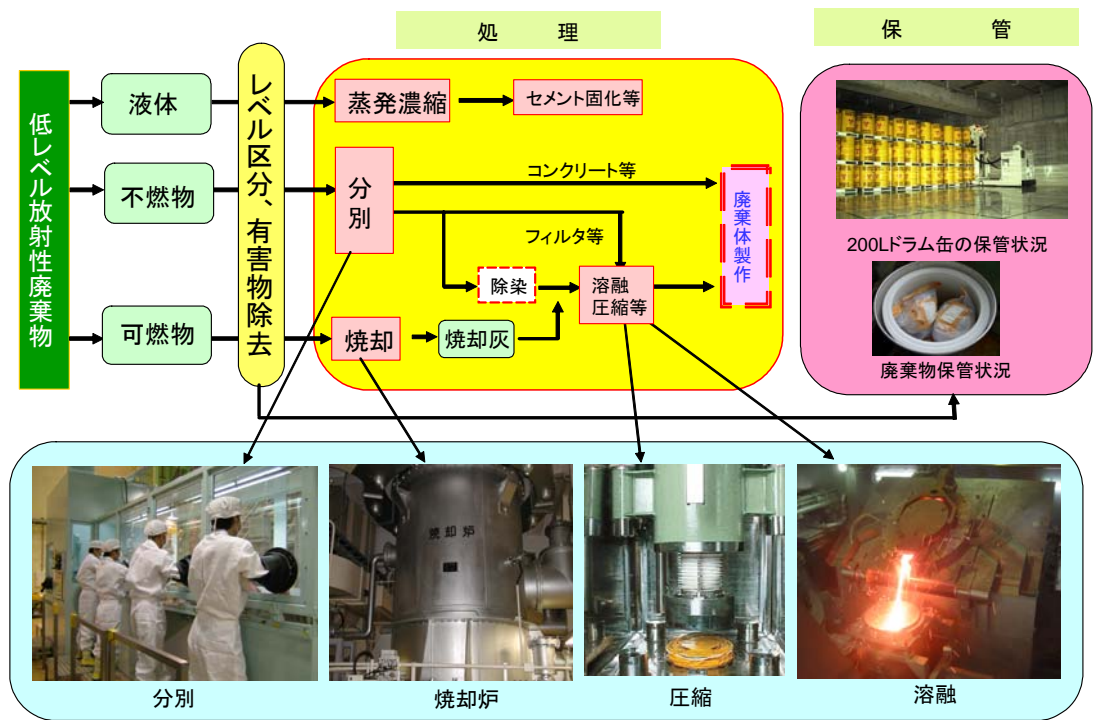 処理
保管
低レベル放射性廃棄物
液体
不燃物
可燃物
レベル区分、有害物除去
蒸発濃縮
セメント固化等
分別
コンクリート等
フィルタ等
除染
溶融
圧縮等
焼却
焼却灰
廃棄体製作
200Lドラム缶の保管状況
廃棄物保管状況
焼却炉
分別
焼却炉
圧縮
溶融